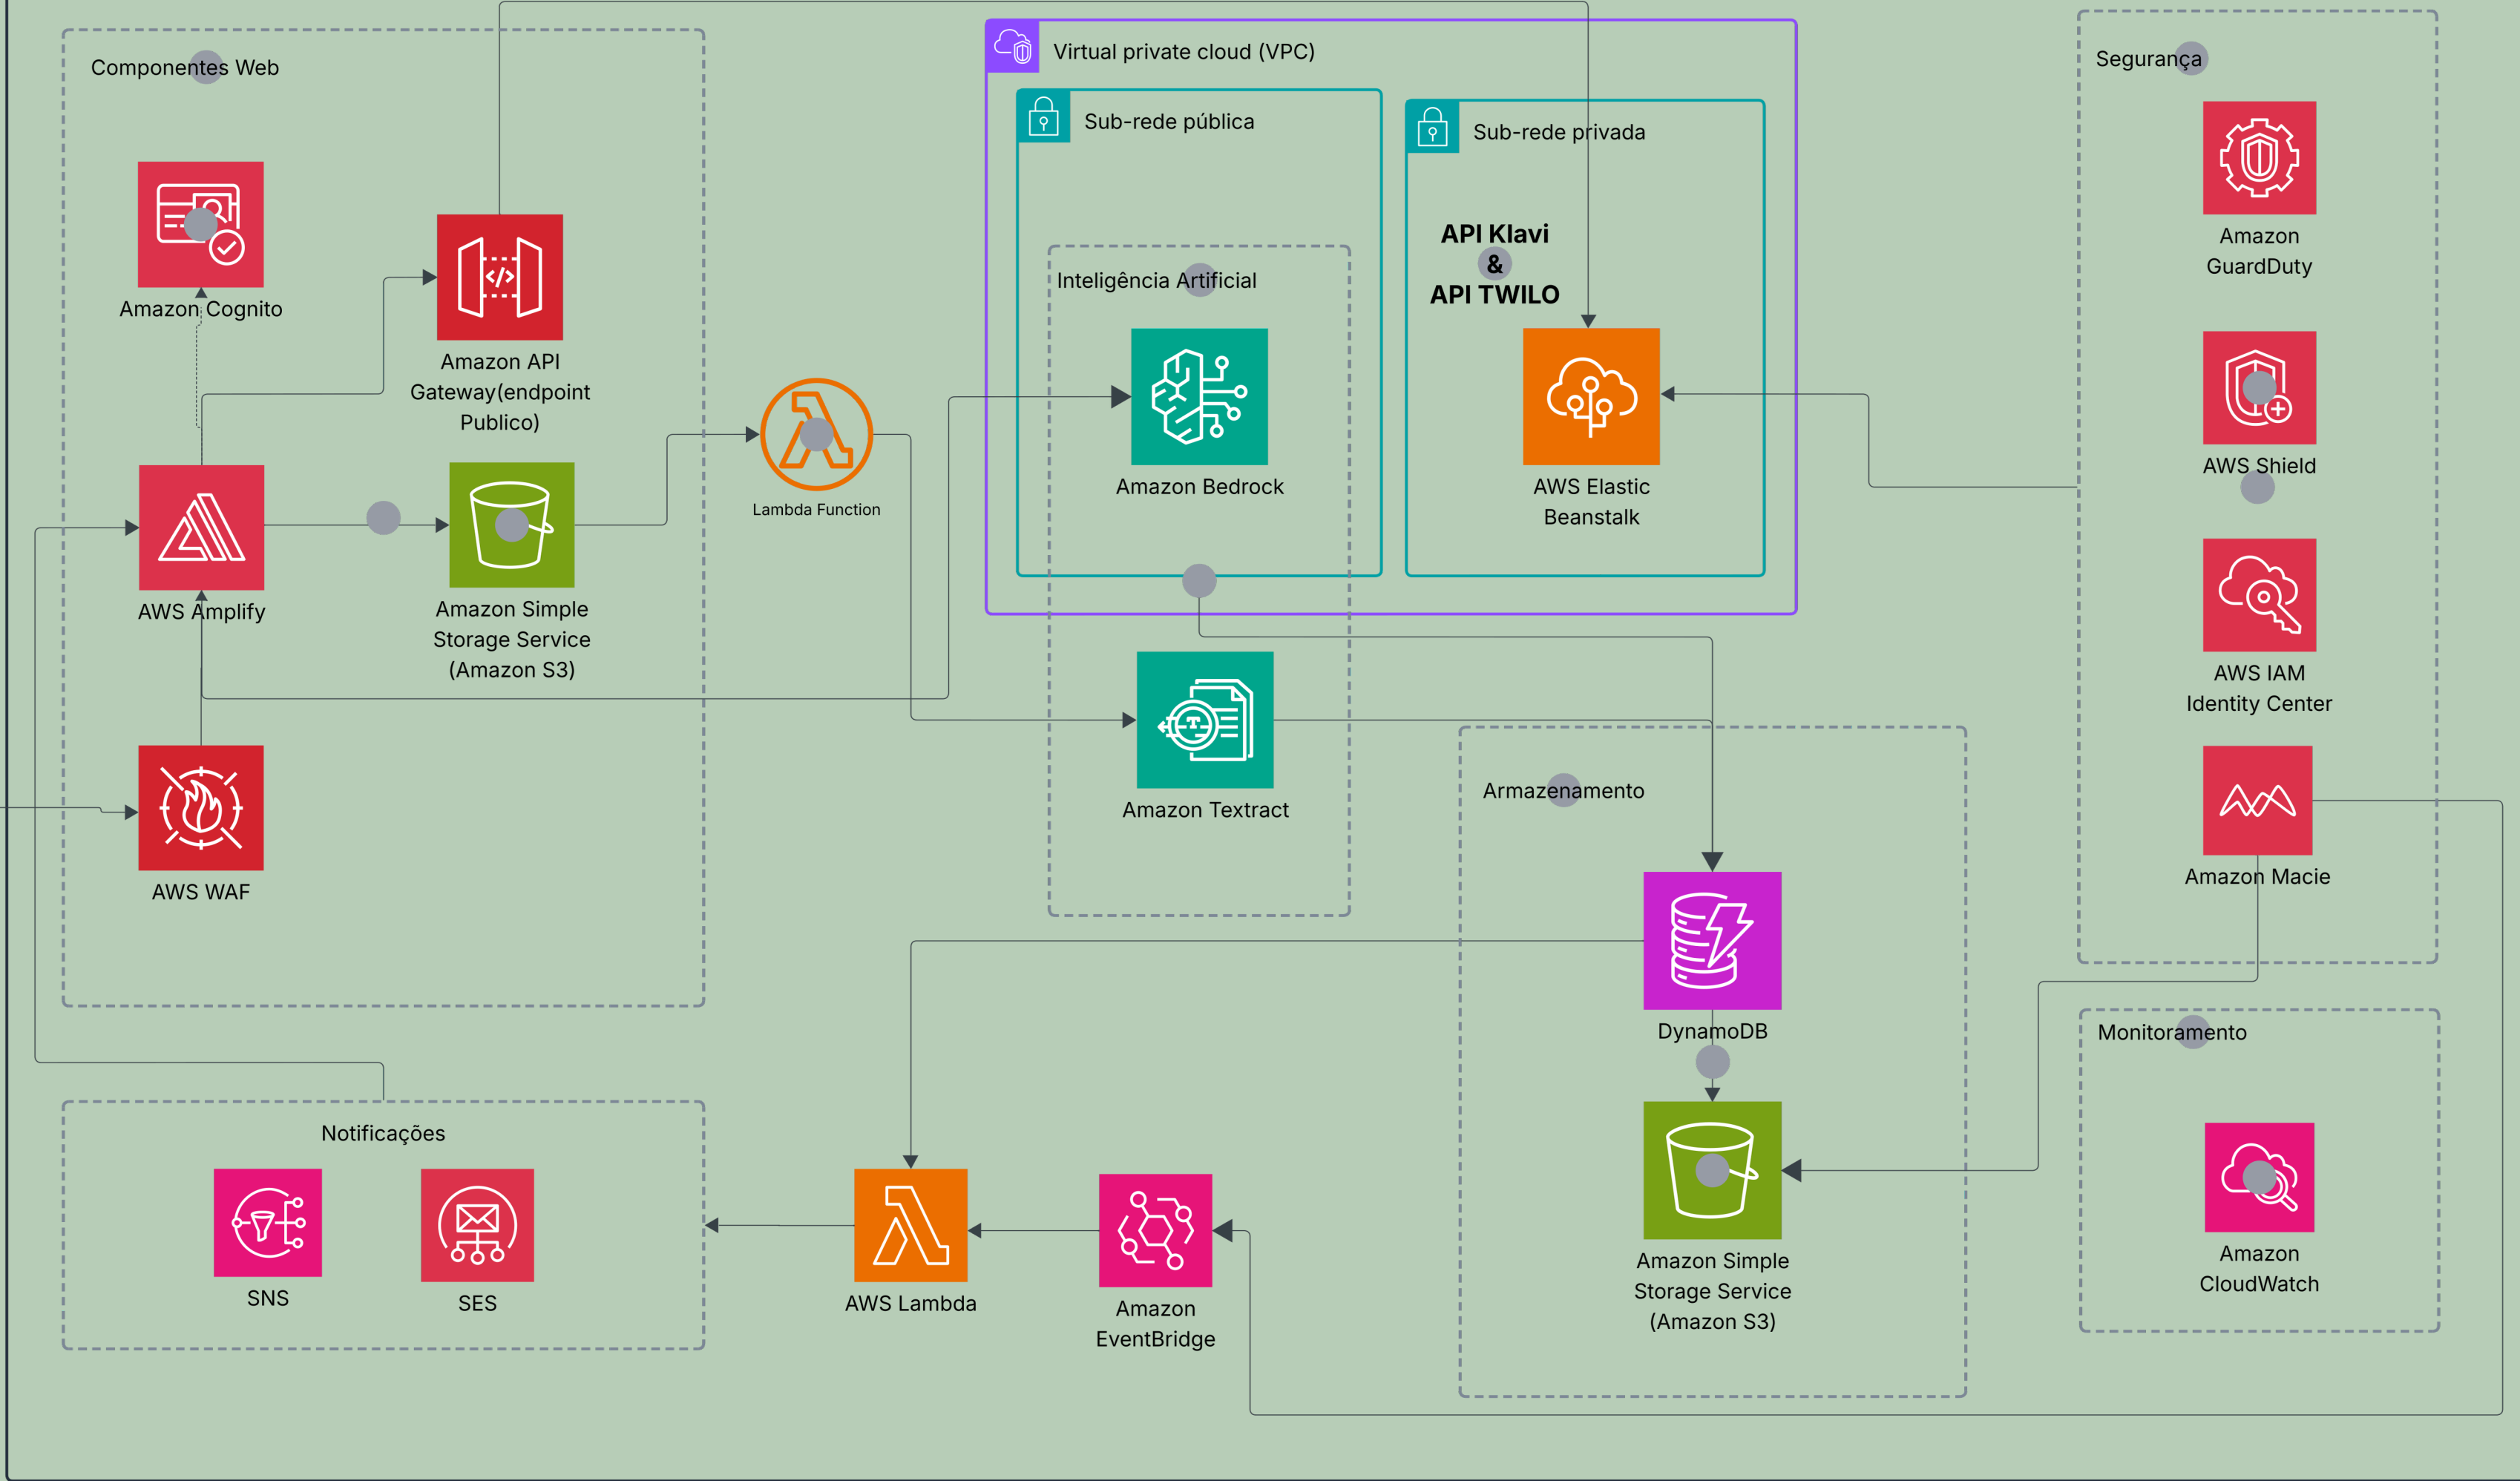 Componentes Web
Amazon Cognito
Amazon API
Gateway(endpoint
Publico)
AWS Amplify
Amazon Simple
Storage Service
(Amazon S3)
AWS WAF
Lambda Function
Virtual private cloud (VPC)
Sub-rede pública
Inteligência Artificial
Amazon Bedrock
Amazon Textract
Sub-rede privada
API Klavi
&
API TWILO
AWS Elastic
Beanstalk
Segurança
Amazon
GuardDuty
AWS Shield
AWS IAM
Identity Center
Amazon Macie
Armazenamento
DynamoDB
Amazon Simple
Storage Service
(Amazon S3)
Monitoramento
Amazon
CloudWatch
Notificações
SNS
SES
AWS Lambda
Amazon
EventBridge